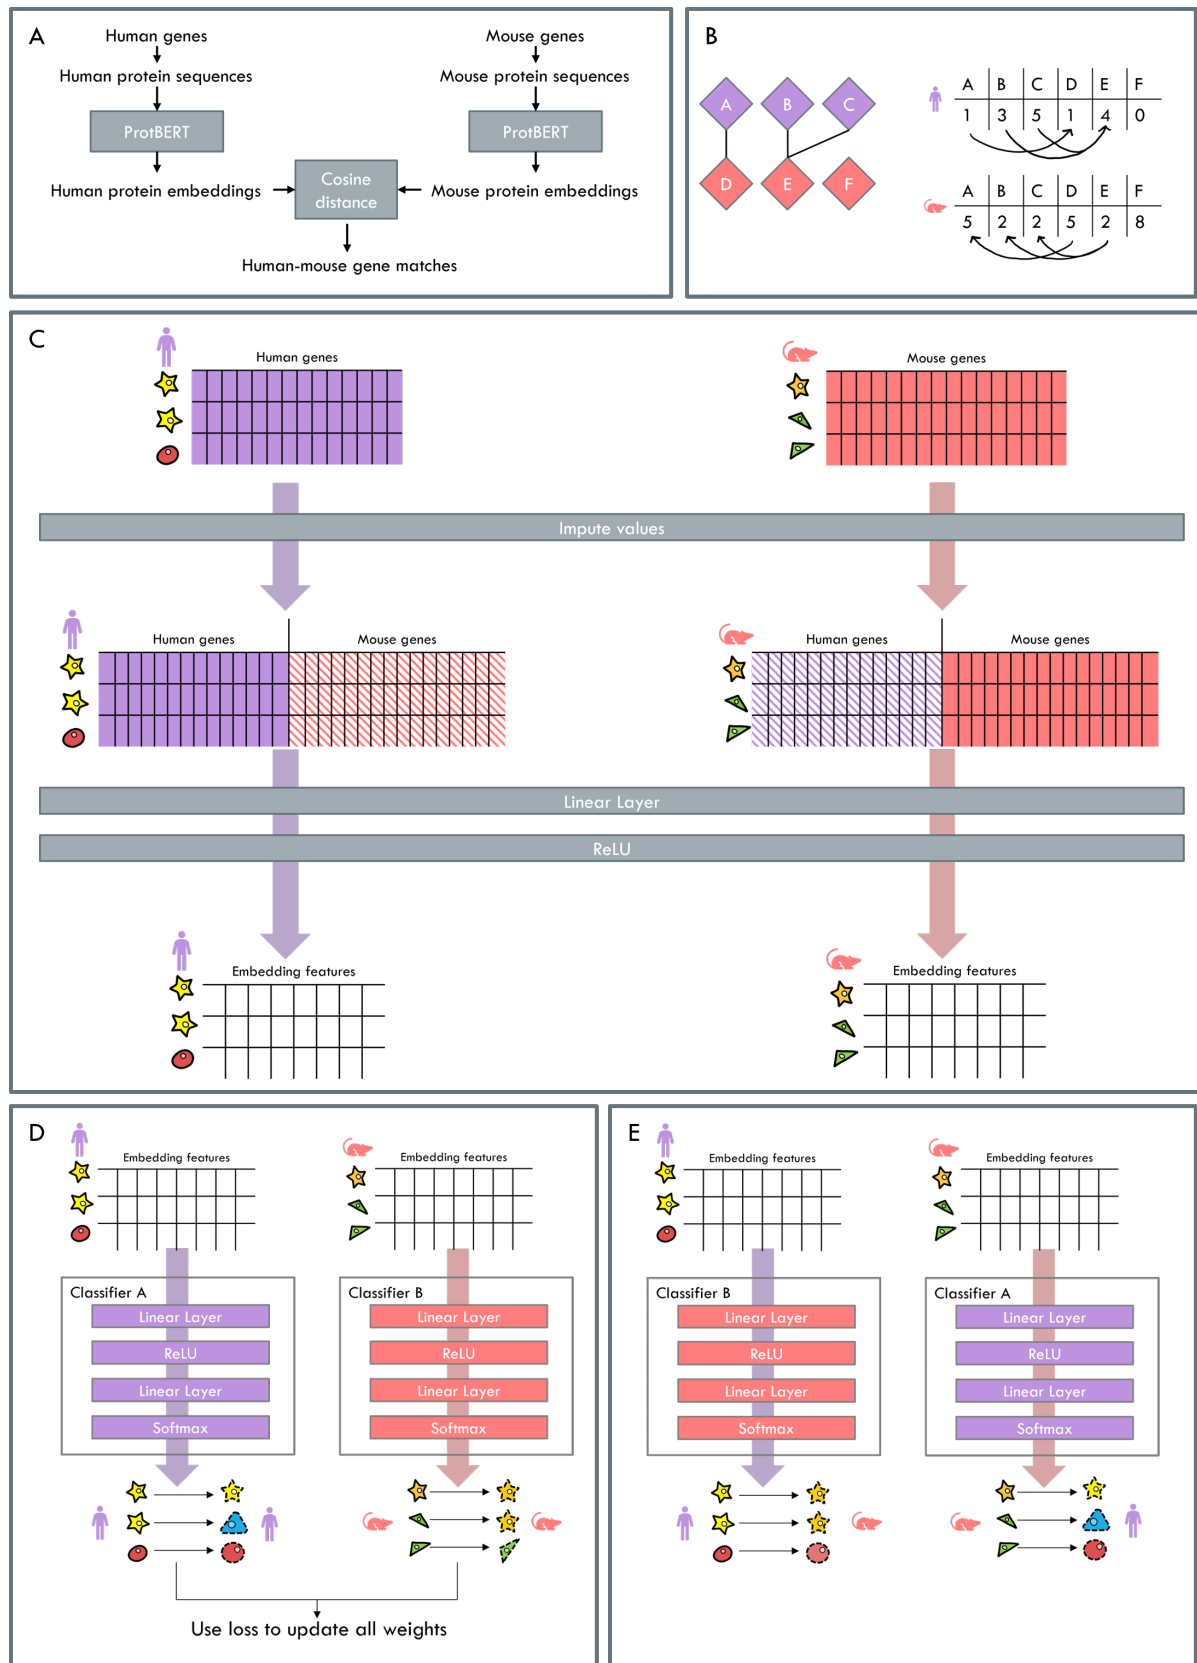 A
Human genes
Mouse genes
Human protein sequences
Mouse protein sequences
ProtBERT
ProtBERT
Human protein embeddings
Cosine
distance
Mouse protein embeddings
Human-mouse gene matches
B
A B C
D E F
A B C D E F
1 3 5 1 4 0
A B C D E F
5 2 2 5 2 8
C
Human genes
Mouse genes
Impute values
Human genes
Mouse genes
Human genes
Mouse genes
Linear Layer
ReLU
Embedding features
Embedding features
D
Embedding features
Embedding features
Classifier A
Linear Layer
ReLU
Linear Layer
Softmax
Classifier B
Linear Layer
ReLU
Linear Layer
Softmax
Use loss to update all weights
E
Embedding features
Embedding features
Classifier B
Linear Layer
ReLU
Linear Layer
Softmax
Classifier A
Linear Layer
ReLU
Linear Layer
Softmax